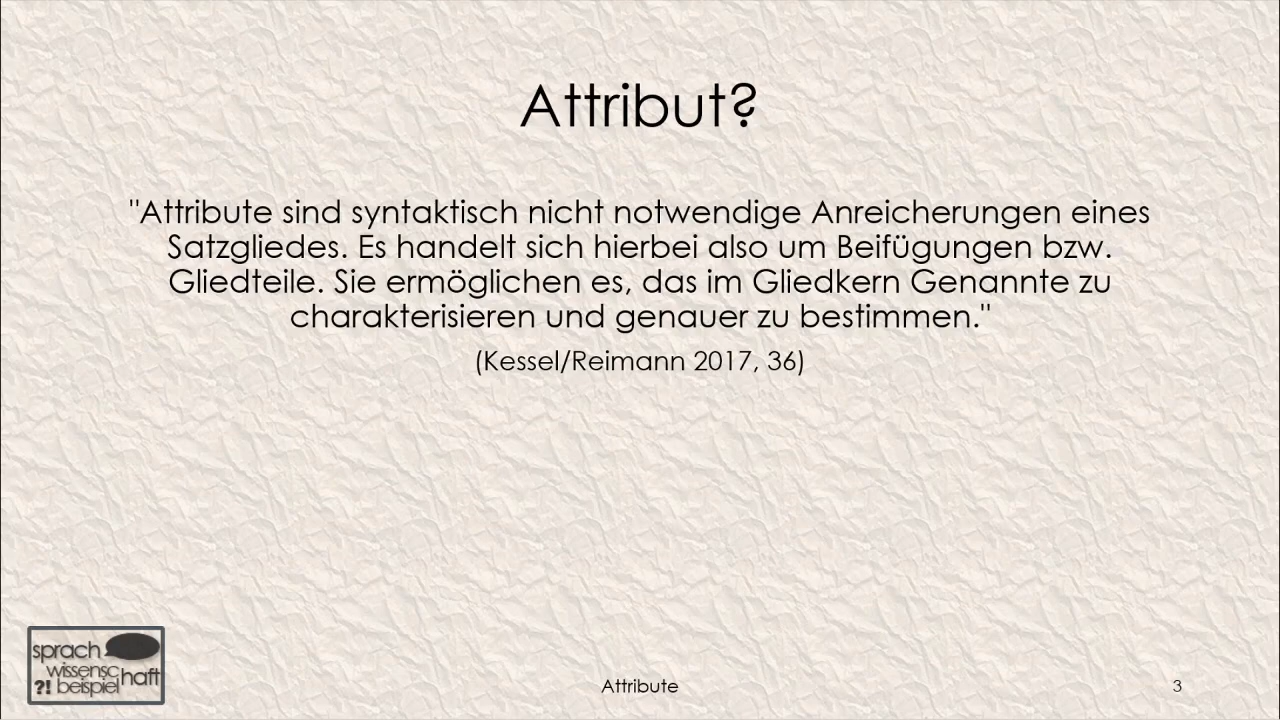 Attribut?
"Attribute sind syntaktisch nicht notwendige Anreicherungen eines
Satzgliedes. Es handelt sich hierbei also um Beifügungen bzw.
Gliedteile. Sie ermöglichen es, das im Gliedkern Genannte zu
charakterisieren und genauer zu bestimmen."
(Kessel/Reimann 2017, 36)
sprach
wissensc
haft
?! beispiel
Attribute
3